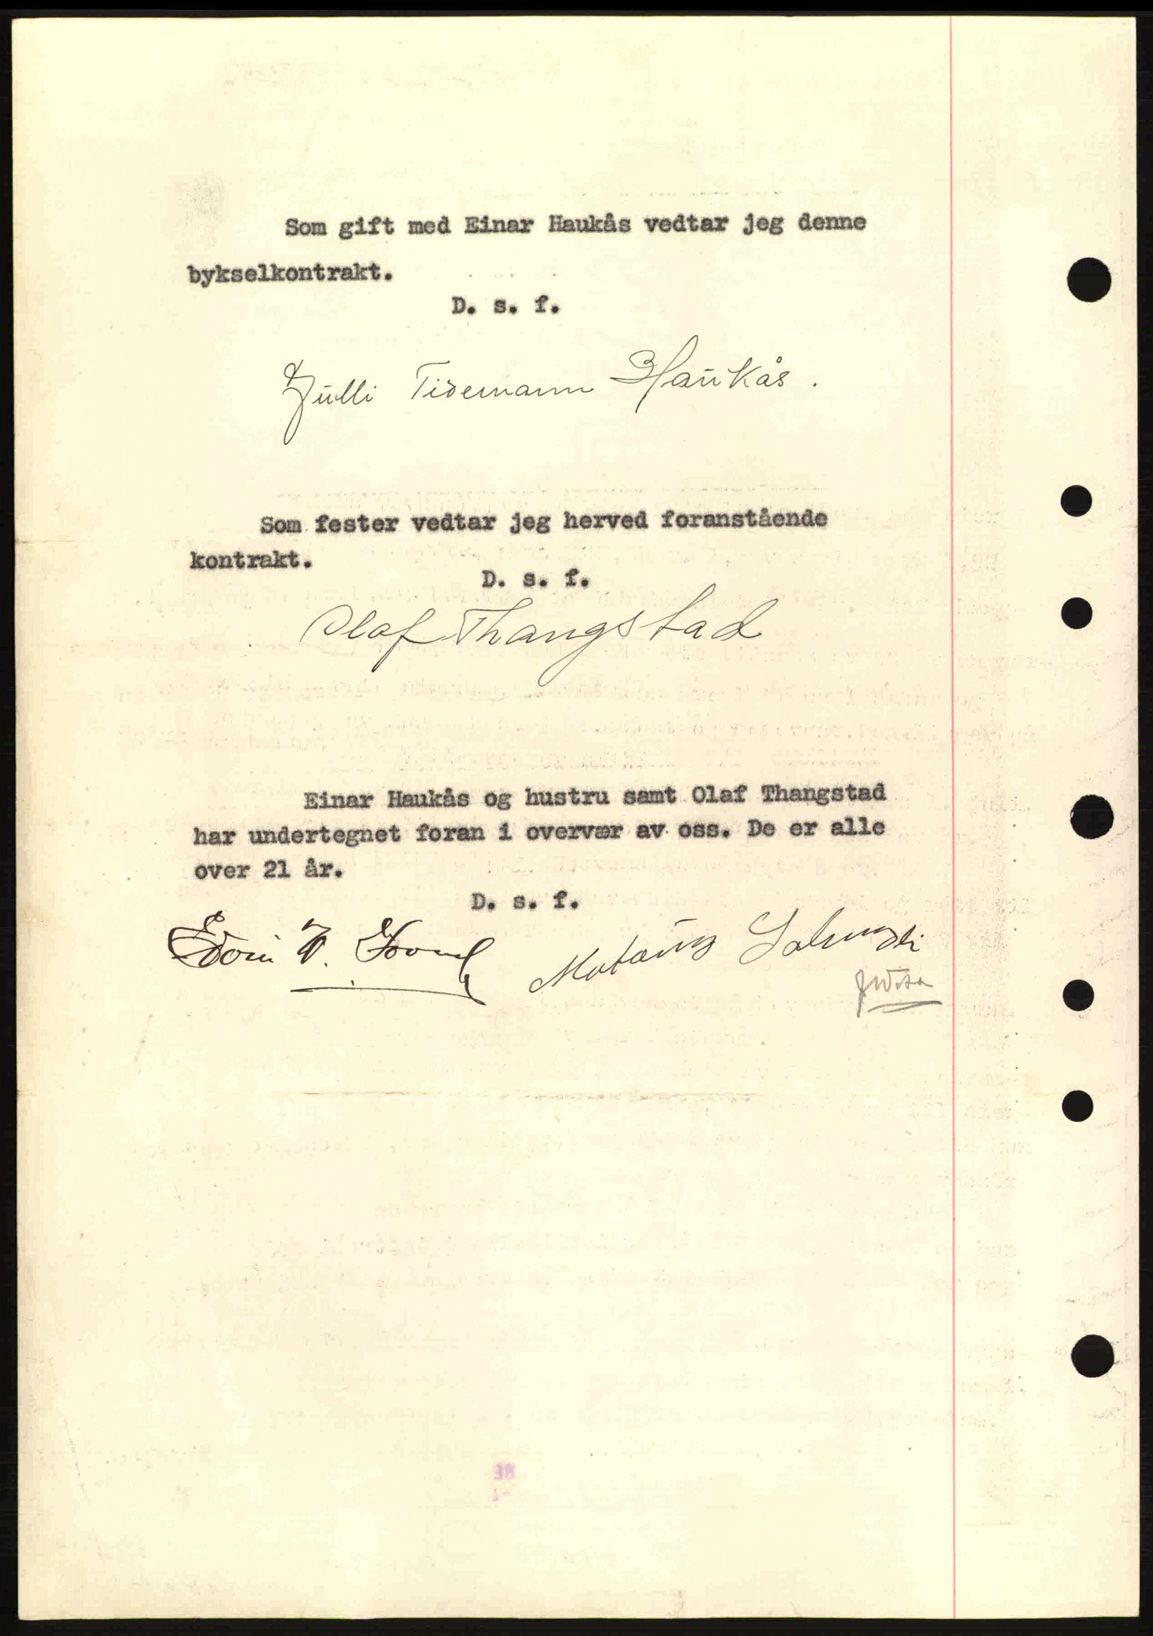 Som gift med Einar Haukås vedtar jeg denne
bykselkontrakt.
D. s. f.
Tidemann Haukås.
Som fester vedtar jeg herved foranstående
kontrakt.
D. s. f.
Olaf Thangstad
Einar Haukås og hustru samt Olaf Thangstad
har undertegnet foran i overvær av oss. De er alle
over 21 år.
D. s. f.
38